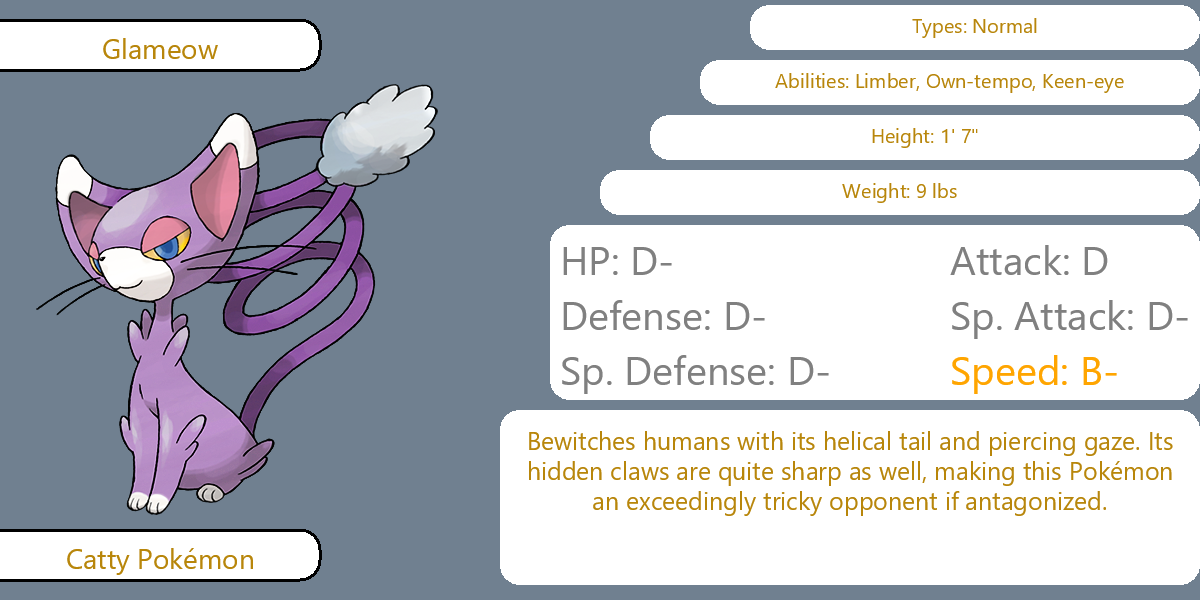 Glameow
Types: Normal
Abilities: Limber, Own-tempo, Keen-eye
Height: 1' 7"
Weight: 9 lbs
HP: D-
Attack: D
Defense: D-
Sp. Attack: D-
Sp. Defense: D-
Speed: B-
Bewitches humans with its helical tail and piercing gaze. Its
hidden claws are quite sharp as well, making this Pokémon
an exceedingly tricky opponent if antagonized.
Catty Pokémon